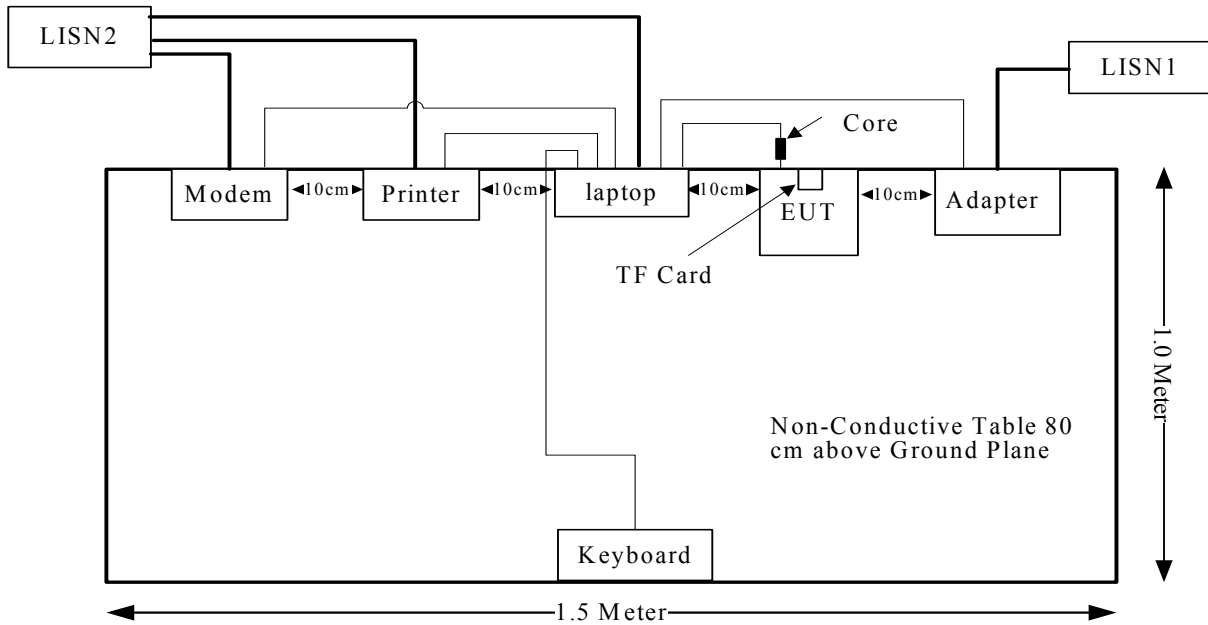 LISN2
LISN1
Core
Modem
10cm
Printer
10cm
laptop
10cm
EUT
10cm
Adapter
TF Card
1.0 Meter
Non-Conductive Table 80
cm above Ground Plane
Keyboard
1.5 Meter